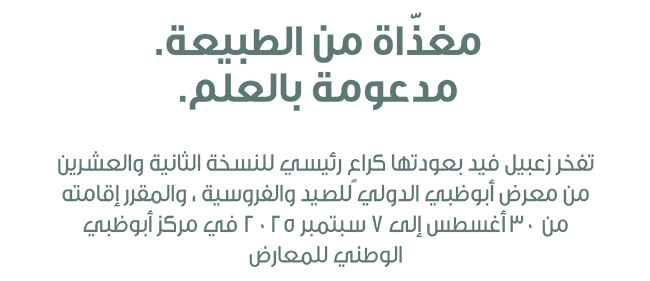 مغذّاة من الطبيعة.
مدعومة بالعلم.
تفخر زعبيل فيد بعودتها كراعٍ رئيسي للنسخة الثانية والعشرين
من معرض أبوظبي الدولي للصيد والفروسية ، والمقرر إقامته
من ٣٠ أغسطس إلى ٧ سبتمبر ٢٠٢٥ في مركز أبوظبي
الوطني للمعارض